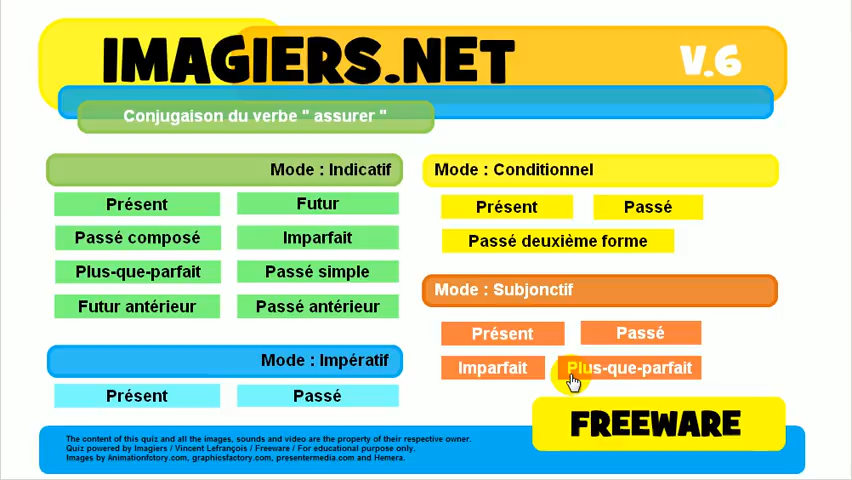 IMAGIERS.NET
V.6
Conjugaison du verbe " assurer "
Mode : Indicatif
Présent
Futur
Passé composé
Imparfait
Plus-que-parfait
Passé simple
Futur antérieur
Passé antérieur
Mode : Impératif
Présent
Passé
Mode : Conditionnel
Présent
Passé
Passé deuxième forme
Mode : Subjonctif
Présent
Passé
Imparfait
Plus-que-parfait
FREEWARE
The content of this quiz and all the images, sounds and video are the property of their respective owner.
Quiz powered by Imagiers / Vincent Lefrançois / Freeware / For educational purpose only.
Images by Animationfctory.com, graphicsfactory.com, presentermedia.com and Hemera.